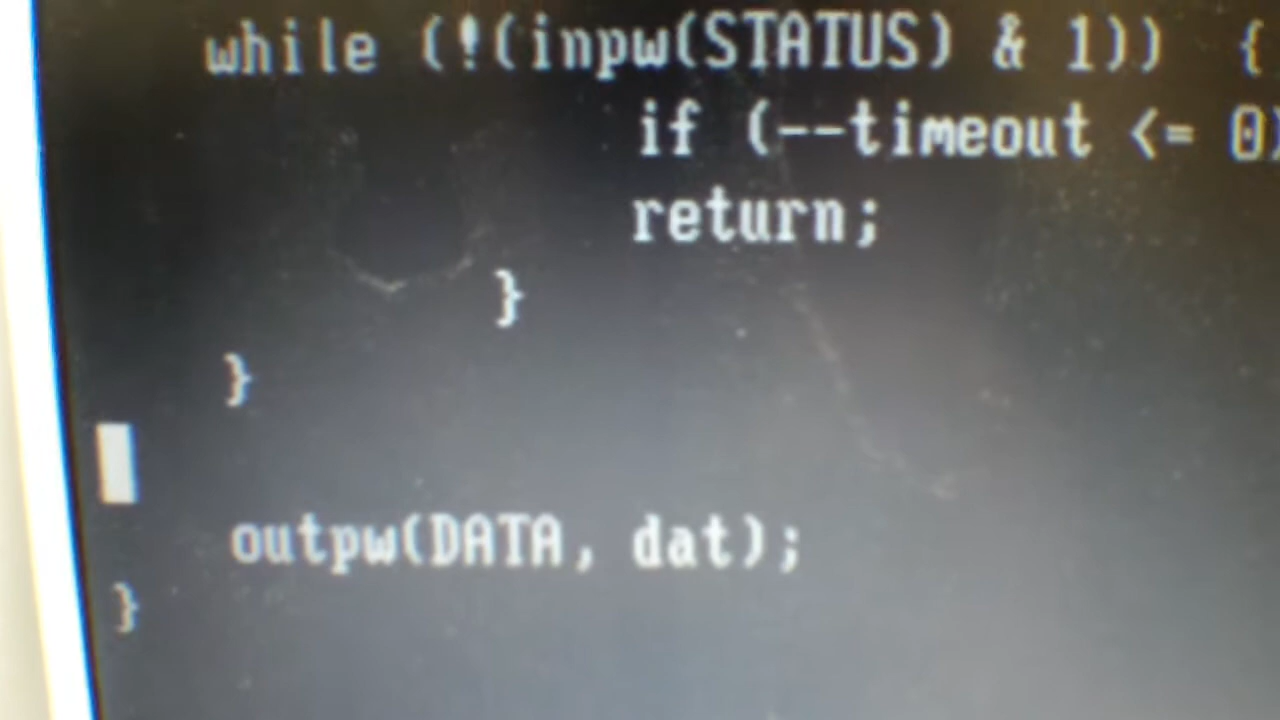 while (!(inpw(STATUS) & 1)) {
if (--timeout <= 0)
return;
}
}
outpw(DATA, dat);
}